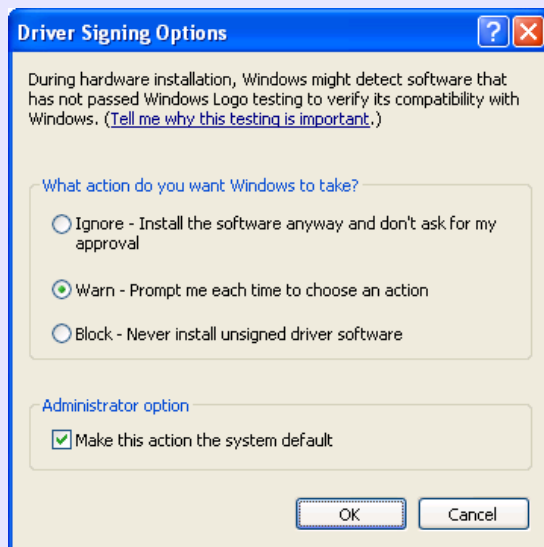 Driver Signing Options
During hardware installation, Windows might detect software that
has not passed Windows Logo testing to verify its compatibility with
Windows. (Tell me why this testing is important.)
What action do you want Windows to take?
Ignore - Install the software anyway and don't ask for my
approval
Warn - Prompt me each time to choose an action
Block - Never install unsigned driver software
Administrator option
Make this action the system default
OK
Cancel